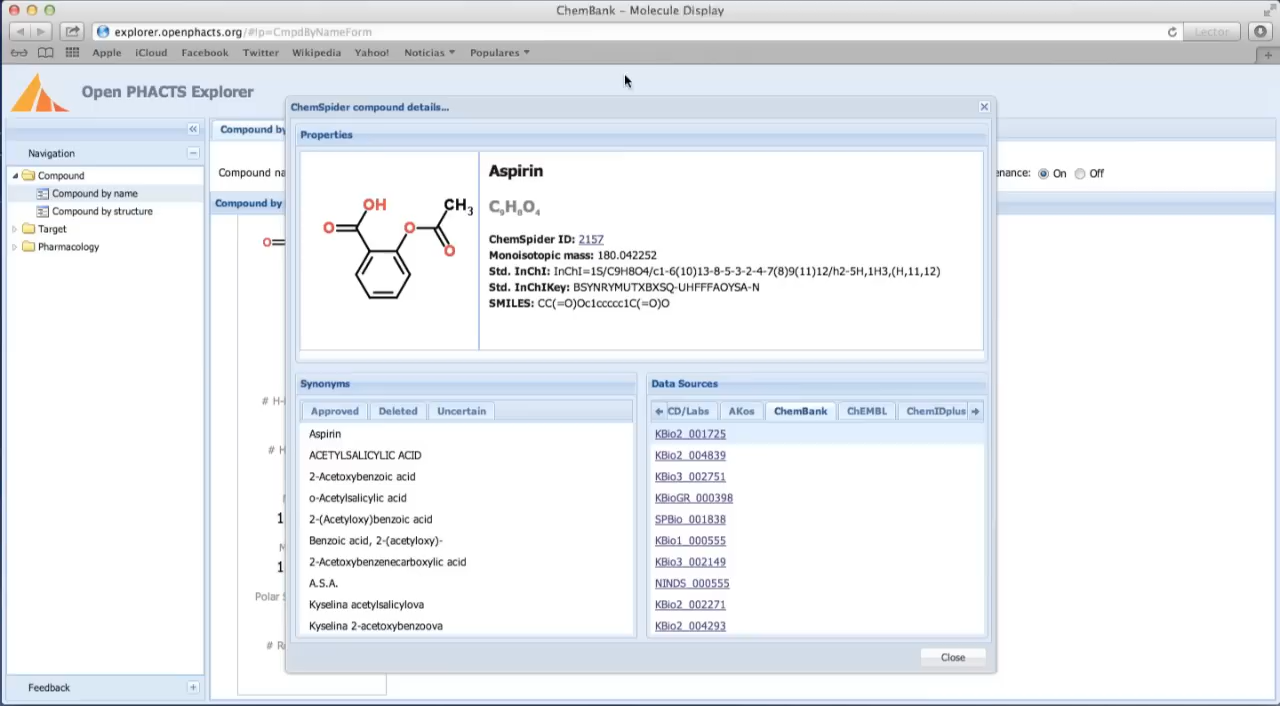 ChemBank – Molecule Display
explorer.openphacts.org/#!p=CmpdByNameForm
Lector
Apple iCloud Facebook Twitter Wikipedia Yahoo! Noticias Populares
Open PHACTS Explorer
Navigation
Compound
Compound by name
Compound by structure
Target
Pharmacology
Feedback
Compound by
Compound na
enance: On Off
Compound by
O
# H-
# H
M
1
M
1
Polar S
# R
ChemSpider compound details...
Properties
O OH O CH3 O
Aspirin
C9H8O4
ChemSpider ID: 2157
Monoisotopic mass: 180.042252
Std. InChI: InChI=1S/C9H8O4/c1-6(10)13-8-5-3-2-4-7(8)9(11)12/h2-5H,1H3,(H,11,12)
Std. InChIKey: BSYNRYMUTXBXSQ-UHFFFAOYSA-N
SMILES: CC(=O)Oc1ccccc1C(=O)O
Synonyms
Approved Deleted Uncertain
Aspirin
ACETYLSALICYLIC ACID
2-Acetoxybenzoic acid
o-Acetylsalicylic acid
2-(Acetyloxy)benzoic acid
Benzoic acid, 2-(acetyloxy)-
2-Acetoxybenzenecarboxylic acid
A.S.A.
Kyselina acetylsalicylova
Kyselina 2-acetoxybenzoova
Data Sources
CD/Labs AKos ChemBank ChEMBL ChemIDplus
KBio2_001725
KBio2_004839
KBio3_002751
KBioGR_000398
SPBio_001838
KBio1_000555
KBio3_002149
NINDS_000555
KBio2_002271
KBio2_004293
Close